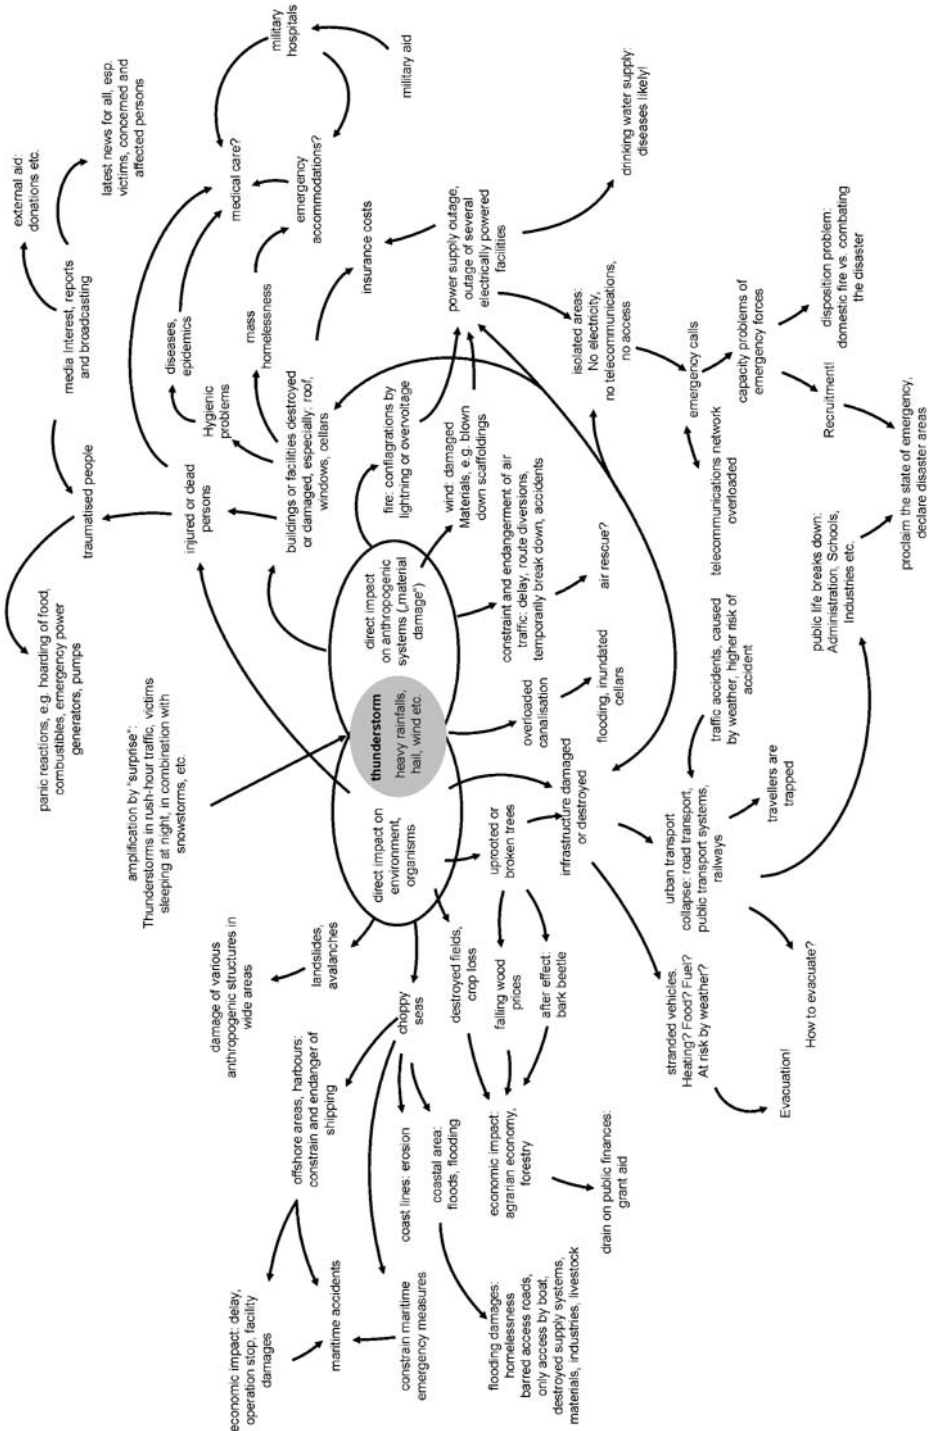 economic impact: delay,
operation stop, facility
damages
maritime accidents
constrain maritime
emergency measures
flooding damages:
homelessness
barred access roads,
only access by boat,
destroyed supply systems,
materials, industries, livestock
offshore areas, harbours:
constrain and endanger of
shipping
coast lines: erosion
coastal area:
floods, flooding
economic impact:
agrarian economy,
forestry
drain on public finances:
grant aid
damage of various
anthropogenic structures in
wide areas
landslides,
avalanches
choppy
seas
destroyed fields,
crop loss
falling wood
prices
after effect:
bark beetle
stranded vehicles.
Heating? Food? Fuel?
At risk by weather?
Evacuation!
How to evacuate?
amplification by "surprise":
Thunderstorms in rush-hour traffic, victims
sleeping at night, in combination with
snowstorms, etc.
direct impact on
environment,
organisms
uprooted or
broken trees
infrastructure damaged
or destroyed
urban transport
collapse: road transport,
public transport systems,
railways
travellers are
trapped
traffic accidents, caused
by weather, higher risk of
accident
thunderstorm
heavy rainfalls,
hail, wind etc.
overloaded
canalisation
flooding, inundated
cellars
direct impact
on anthropogenic
systems („material
damage“)
constraint and endangerment of air
traffic: delay, route diversions,
temporarily break down, accidents
air rescue?
panic reactions, e.g. hoarding of food,
combustibles, emergency power
generators, pumps
traumatised people
injured or dead
persons
buildings or facilities destroyed
or damaged, especially: roof,
windows, cellars
fire: conflagrations by
lightning or overvoltage
wind: damaged
Materials, e.g. blown
down scaffoldings
Hygienic
problems
diseases,
epidemics
mass
homelessness
media Interest, reports
and broadcasting
external aid:
donations etc.
latest news for all, esp.
victims, concerned and
affected persons
medical care?
emergency
accommodations?
insurance costs
power supply outage,
outage of several
electrically powered
facilities
military
hospitals
military aid
drinking water supply:
diseases likely!
isolated areas:
No electricity,
no telecommunications,
no access
emergency calls
telecommunications network
overloaded
capacity problems of
emergency forces
disposition problem:
domestic fire vs. combating
the disaster
Recruitment!
public life breaks down:
Administration, Schools,
Industries etc.
proclaim the state of emergency,
declare disaster areas